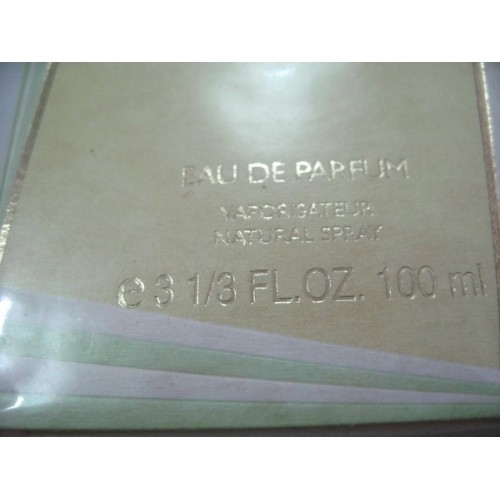 EAU DE PARFUM
VAPORISATEUR
NATURAL SPRAY
℮ 3 1/3 FL.OZ. 100 ml